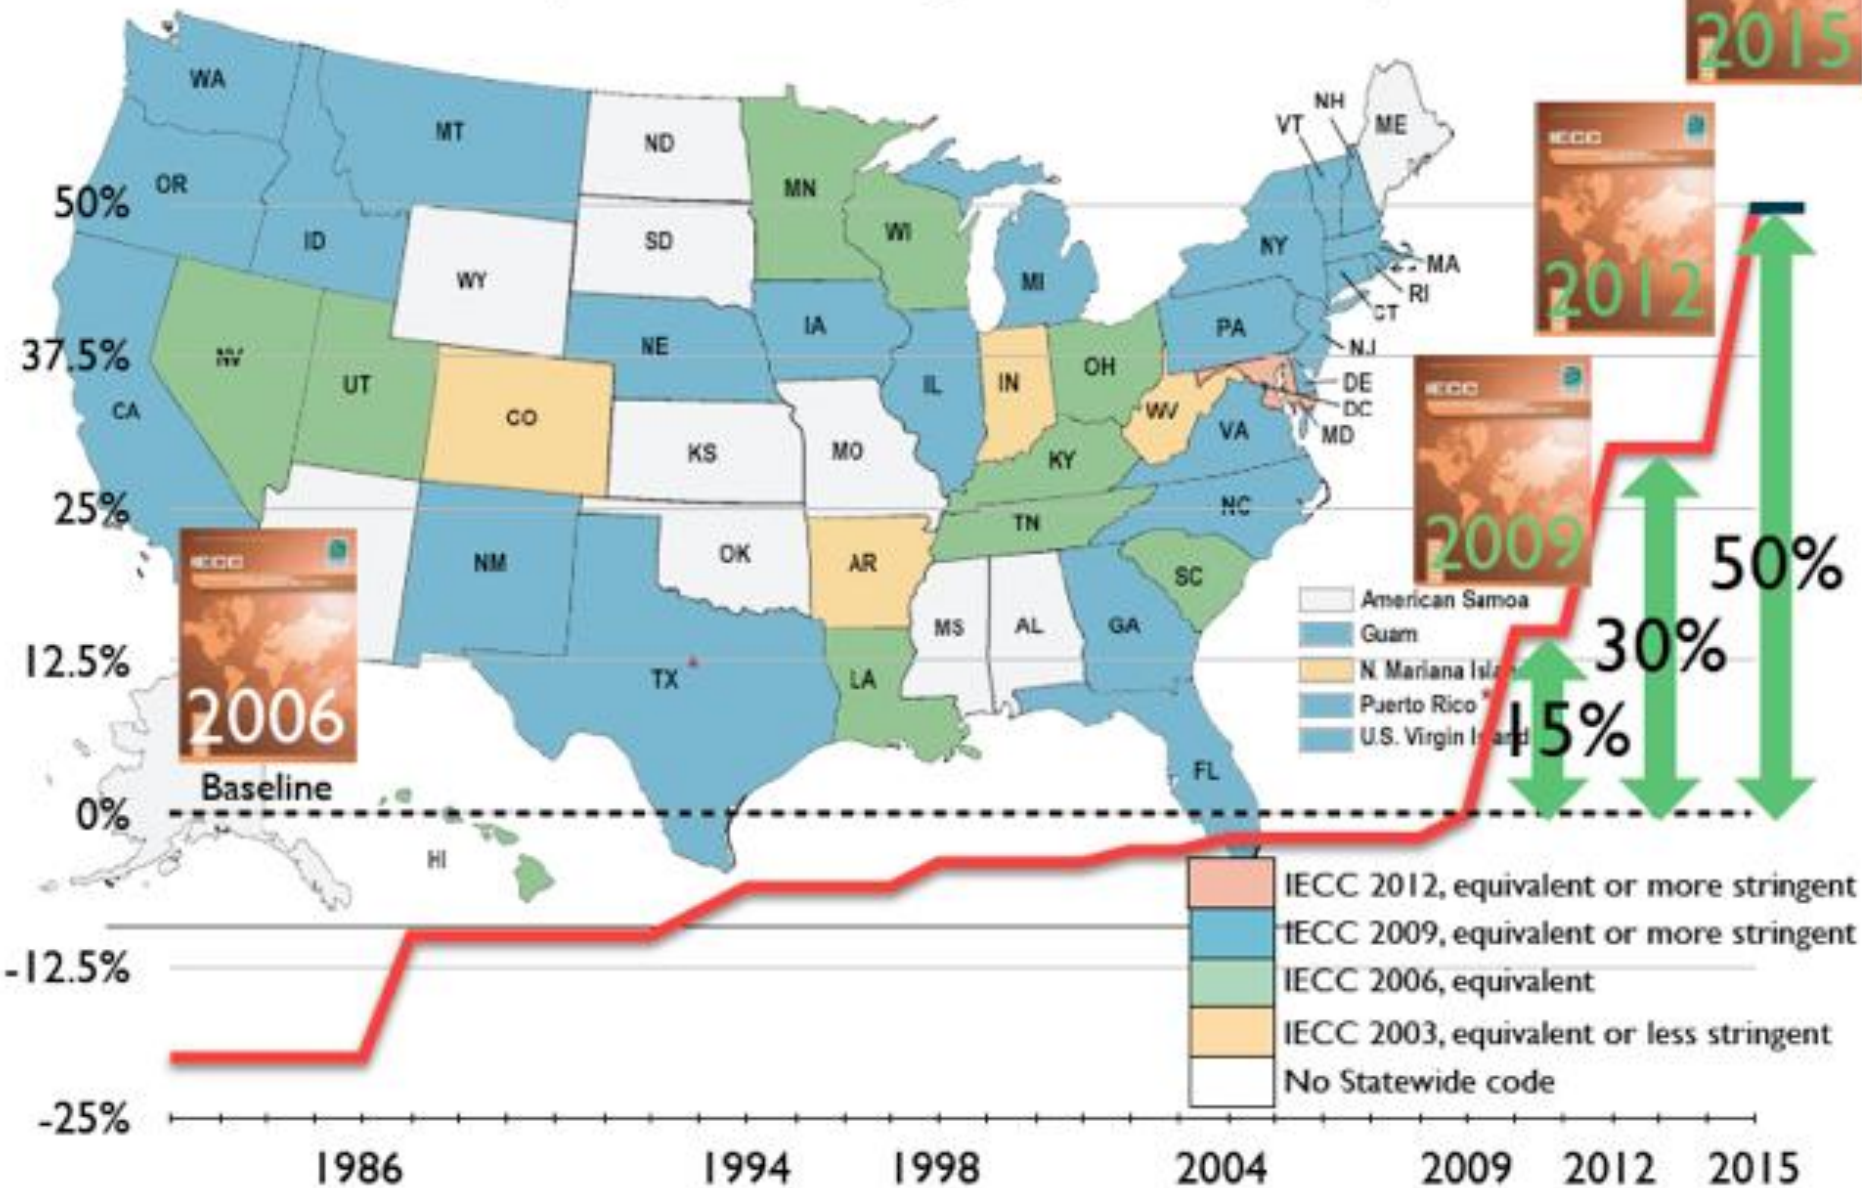 2015
WA
MT
ND
MN
NH
VT
ME
IECC
2012
OR
50%
ID
SD
WI
NY
MA
WY
MI
RI
CT
IA
PA
NJ
37.5%
NV
UT
NE
IL
IN
OH
DE
DC
MD
CA
CO
WV
VA
KS
MO
KY
IECC
2009
25%
NC
TN
OK
AR
NM
SC
50%
MS
AL
GA
American Samoa
Guam
N. Mariana
Puerto Rico *
U.S. Virgin
IECC
2006
Baseline
12.5%
TX
LA
30%
15%
FL
0%
HI
IECC 2012, equivalent or more stringent
IECC 2009, equivalent or more stringent
IECC 2006, equivalent
IECC 2003, equivalent or less stringent
No Statewide code
-12.5%
-25%
1986 1994 1998 2004 2009 2012 2015